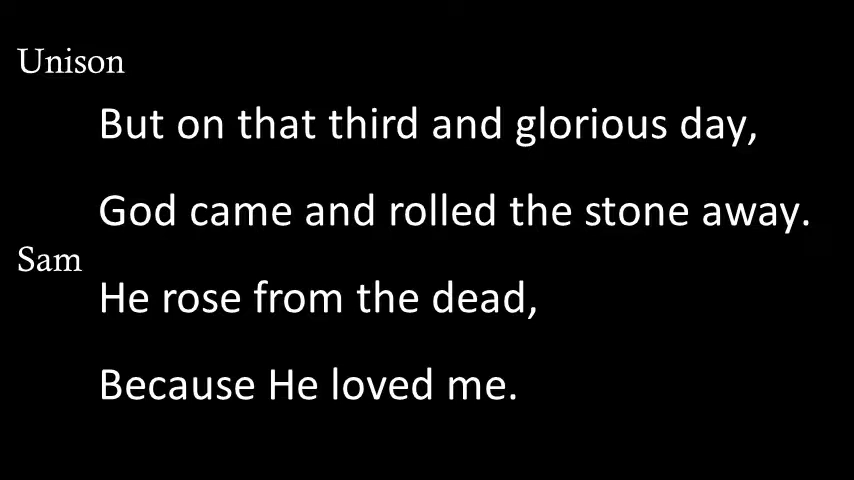 Unison
But on that third and glorious day,
God came and rolled the stone away.
Sam
He rose from the dead,
Because He loved me.